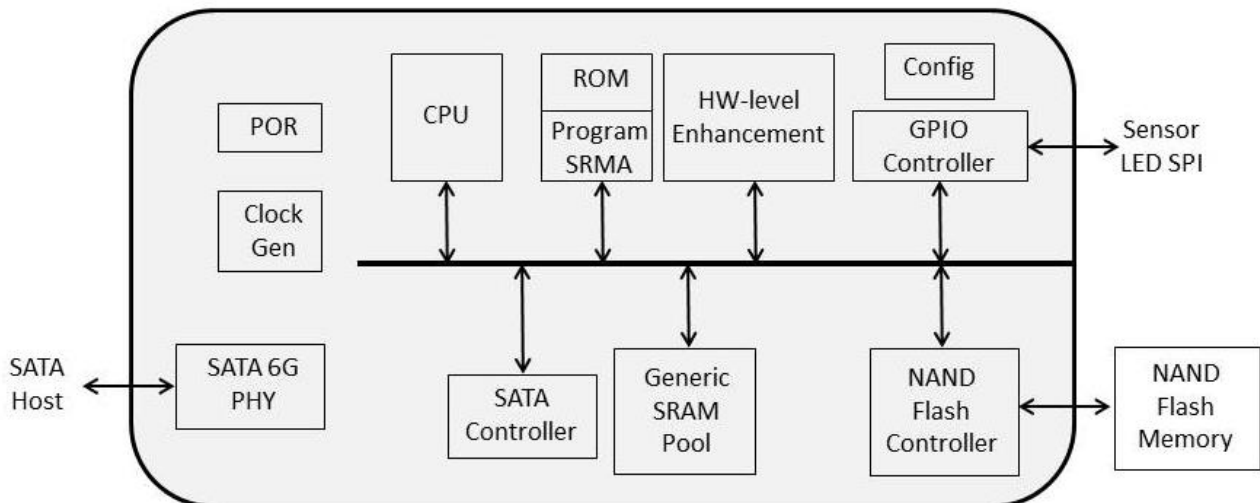 POR
Clock
Gen
CPU
ROM
Program
SRMA
HW-level
Enhancement
Config
GPIO
Controller
Sensor
LED SPI
SATA
Host
SATA 6G
PHY
SATA
Controller
Generic
SRAM
Pool
NAND
Flash
Controller
NAND
Flash
Memory